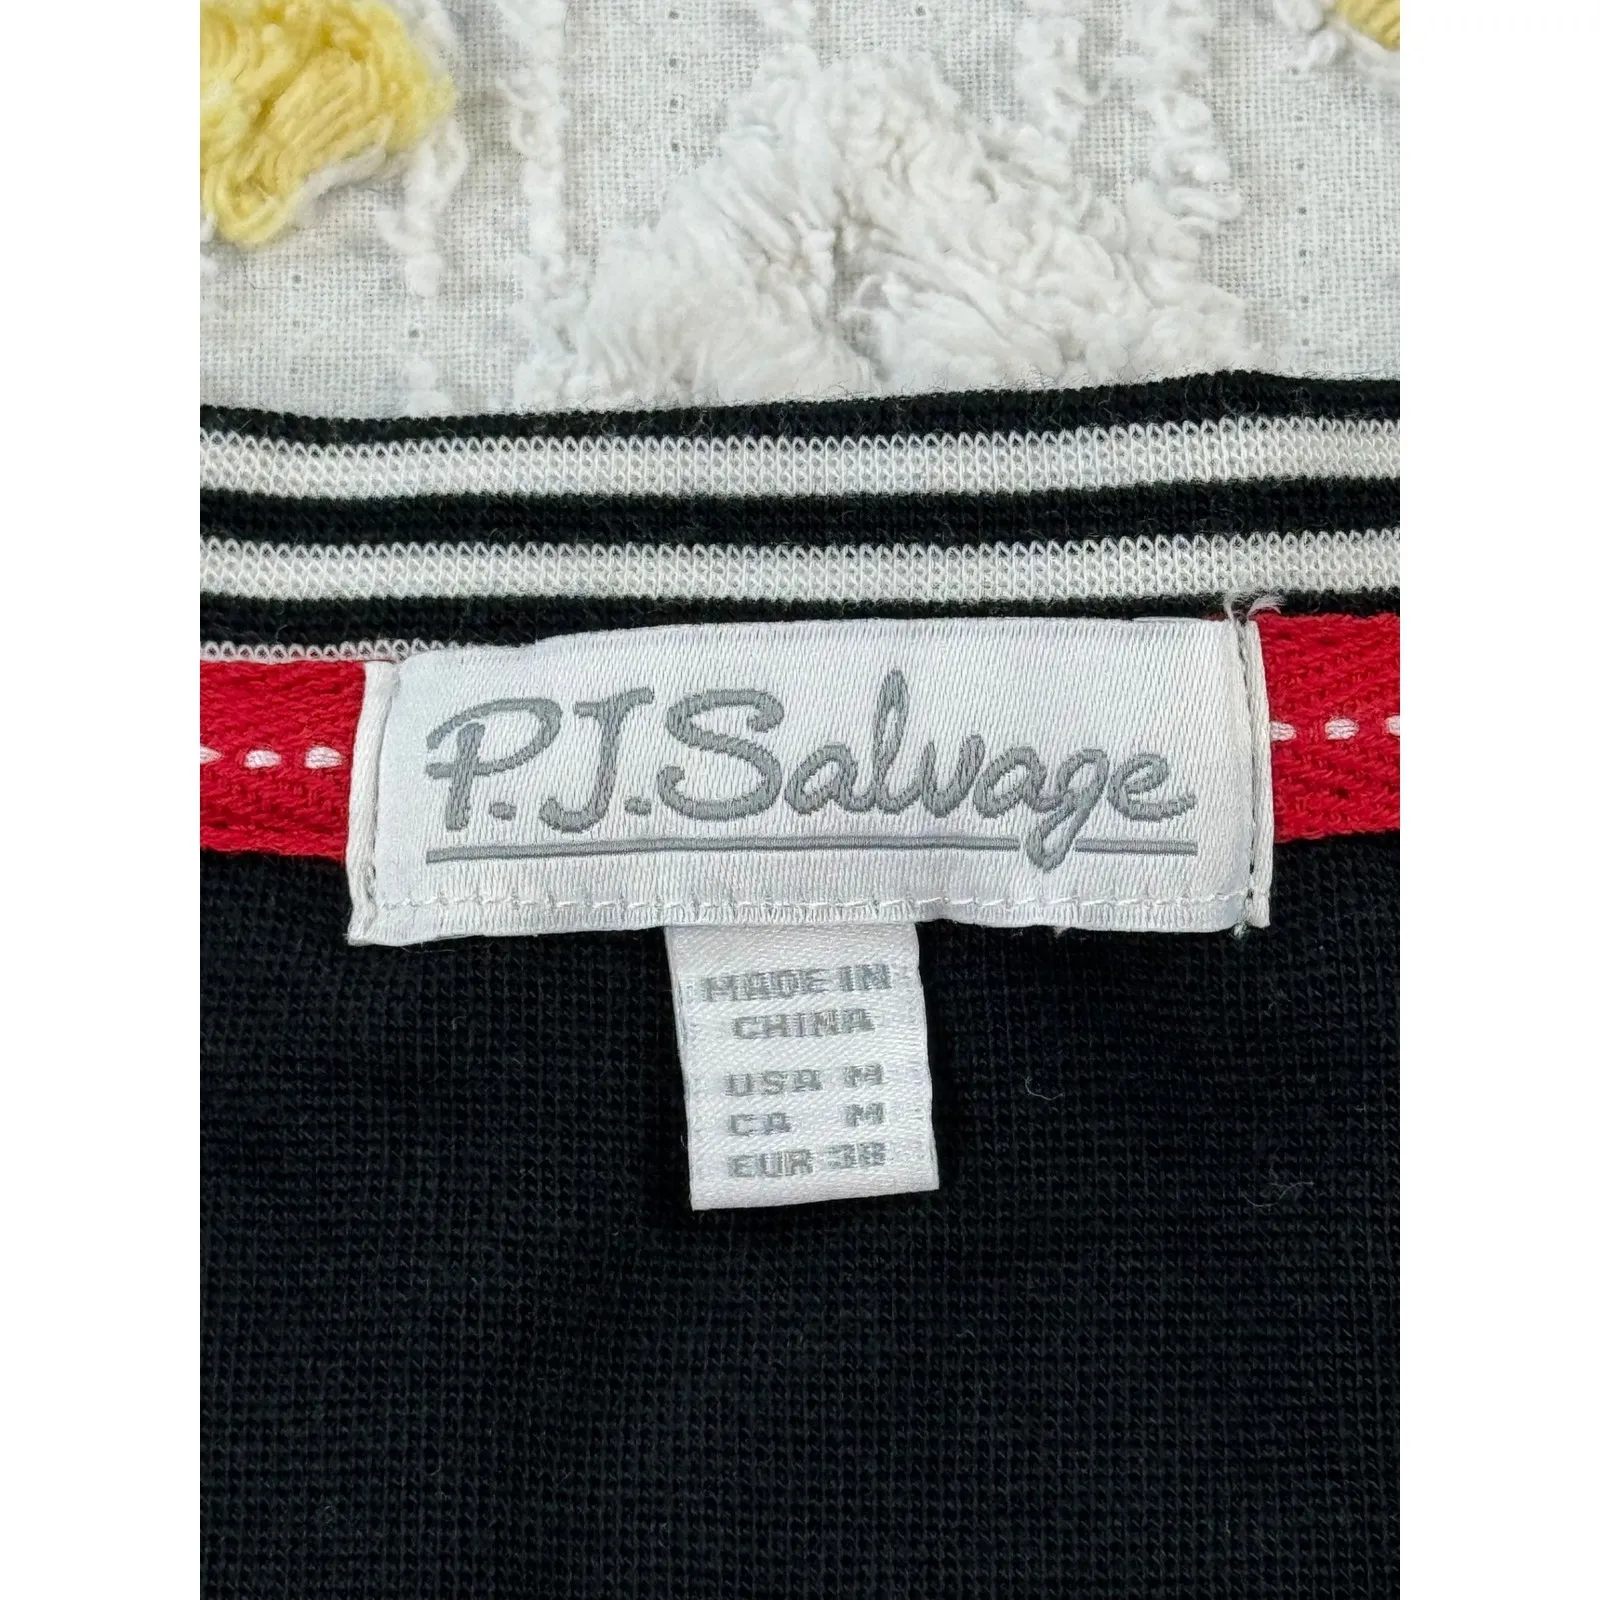 P.J. Salvage
MADE IN
CHINA
USA M
CA M
EUR 38